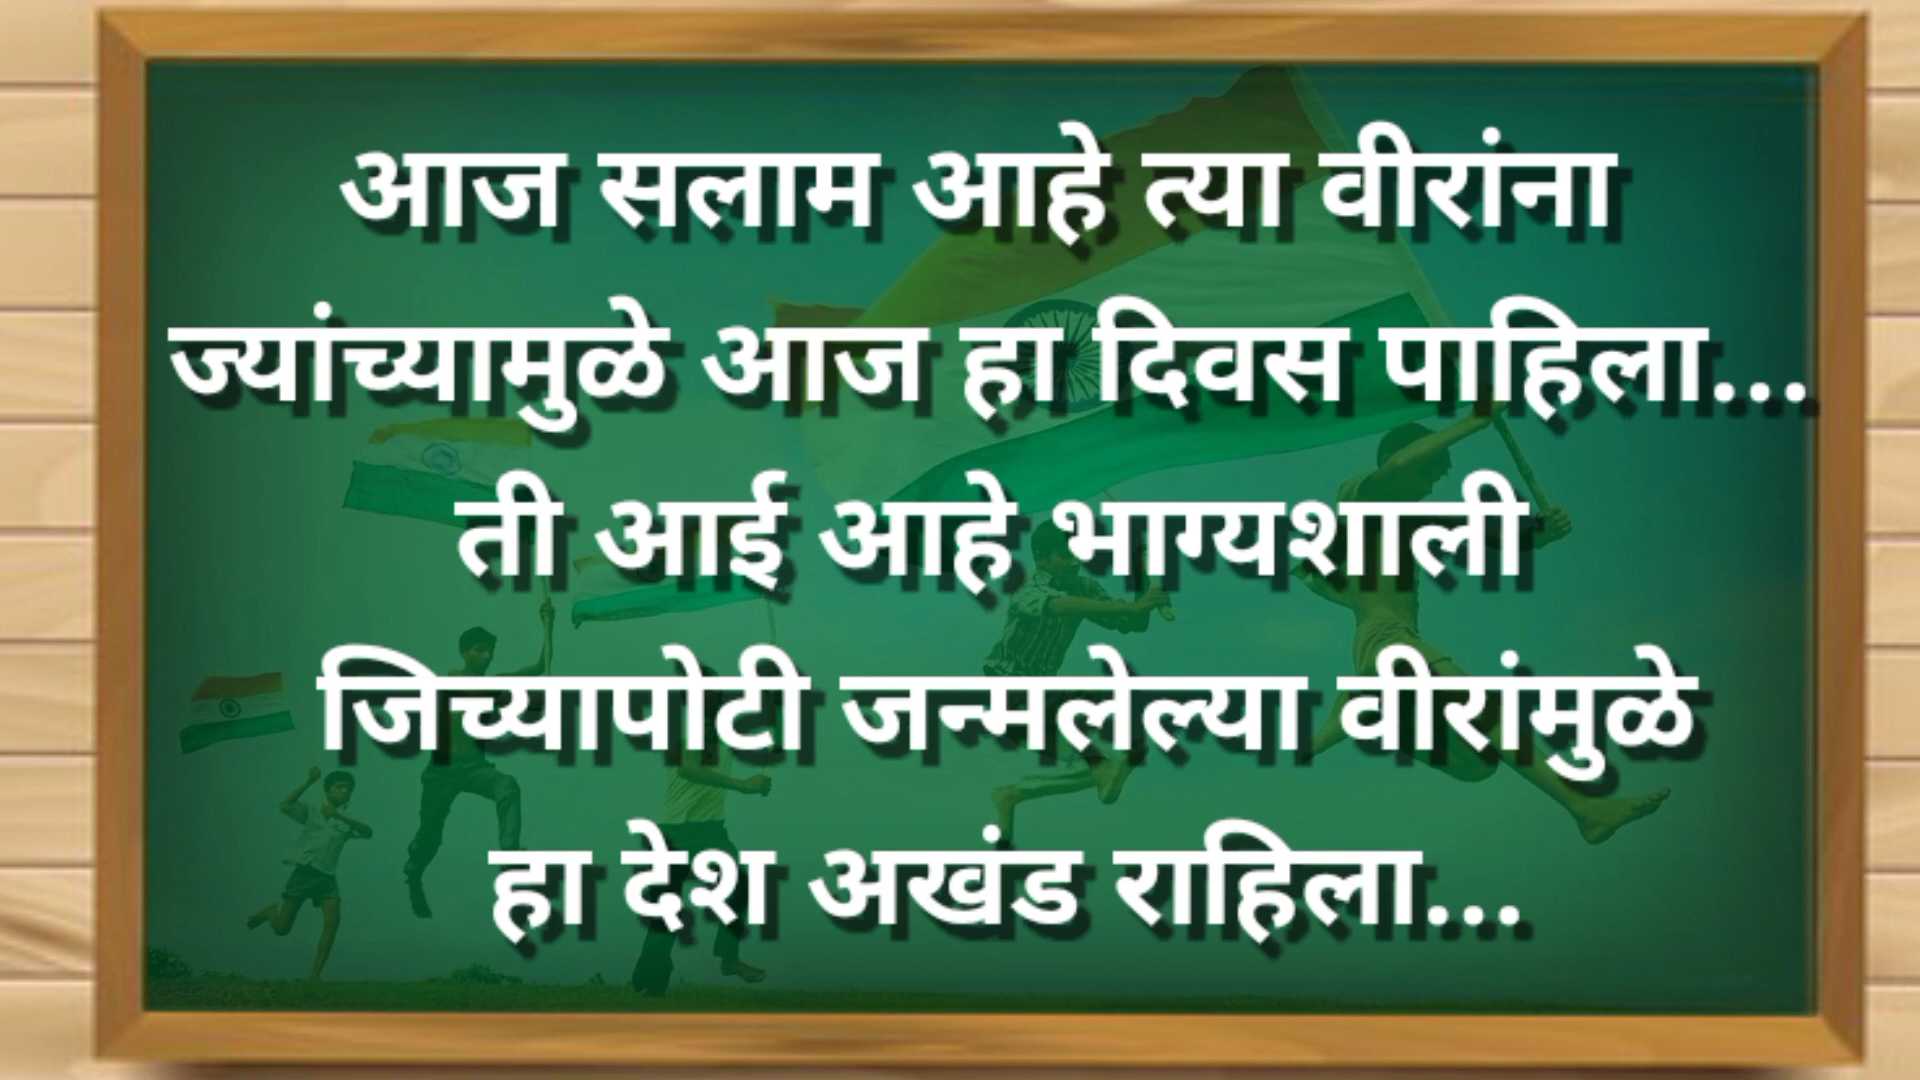 आज सलाम आहे त्या वीरांना
ज्यांच्यामुळे आज हा दिवस पाहिला...
ती आई आहे भाग्यशाली
जिच्यापोटी जन्मलेल्या वीरांमुळे
हा देश अखंड राहिला...